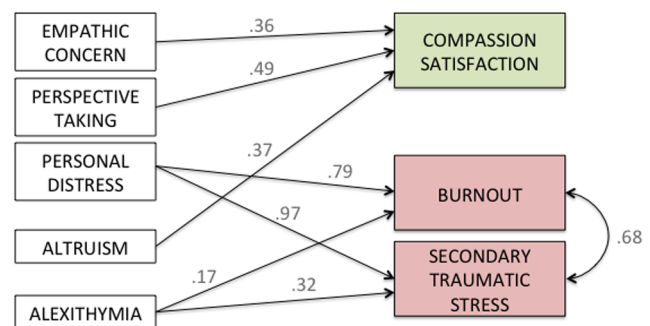 EMPATHIC
CONCERN
.36
COMPASSION
SATISFACTION
.49
PERSPECTIVE
TAKING
.37
PERSONAL
DISTRESS
.79
BURNOUT
.97
.68
ALTRUISM
.17
.32
SECONDARY
TRAUMATIC
STRESS
ALEXITHYMIA